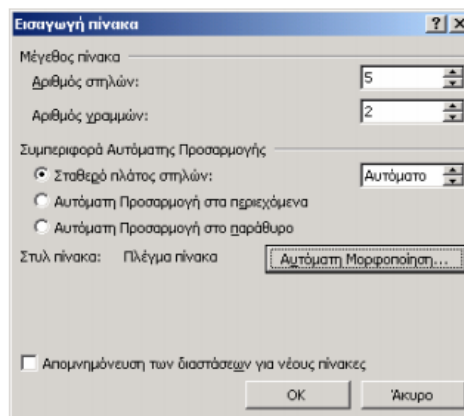 Εισαγωγή πίνακα
Μέγεθος πίνακα
Αριθμός στηλών: 5
Αριθμός γραμμών: 2
Συμπεριφορά Αυτόματης Προσαρμογής
Σταθερό πλάτος στηλών: Αυτόματο
Αυτόματη Προσαρμογή στα περιεχόμενα
Αυτόματη Προσαρμογή στο παράθυρο
Στυλ πίνακα: Πλέγμα πίνακα Αυτόματη Μορφοποίηση...
Απομνημόνευση των διαστάσεων για νέους πίνακες
OK Άκυρο